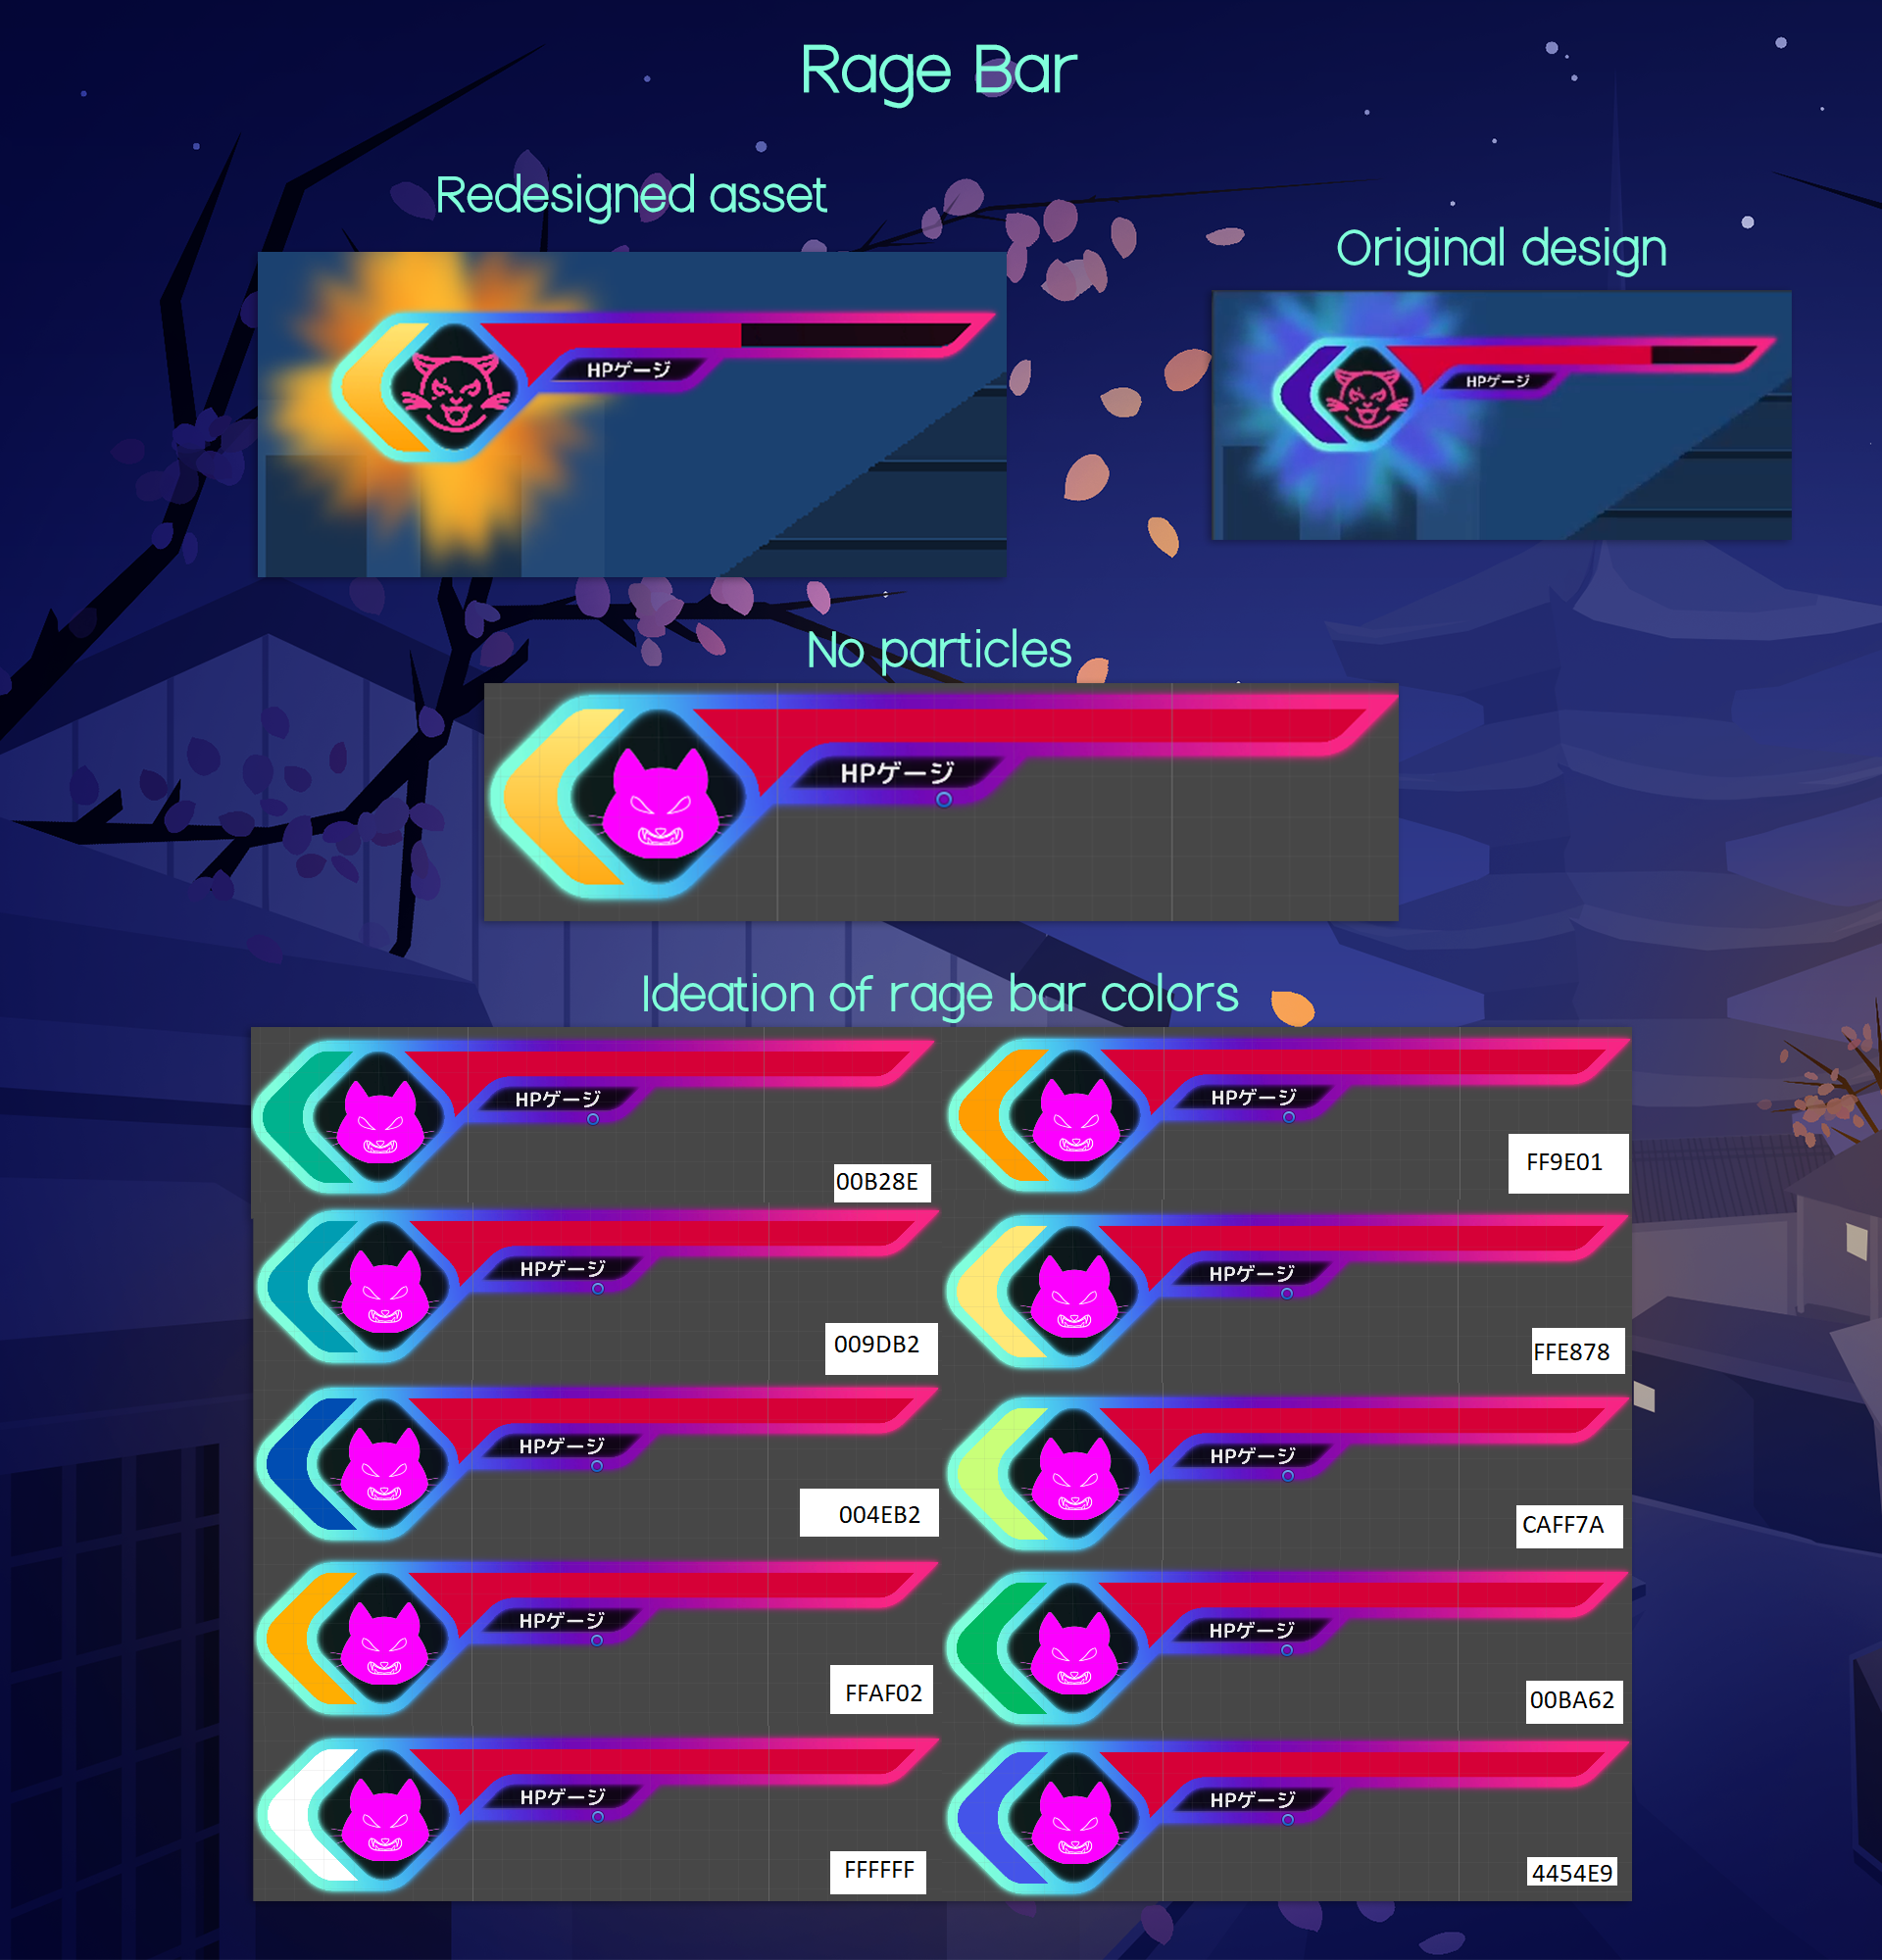 Rage Bar
Redesigned asset
Original design
HPゲージ
HPゲージ
No particles
HPゲージ
Ideation of rage bar colors
HPゲージ
00B28E
HPゲージ
FF9E01
HPゲージ
009DB2
HPゲージ
FFE878
HPゲージ
004EB2
HPゲージ
CAFF7A
HPゲージ
FFAF02
HPゲージ
00BA62
HPゲージ
FFFFFF
HPゲージ
4454E9